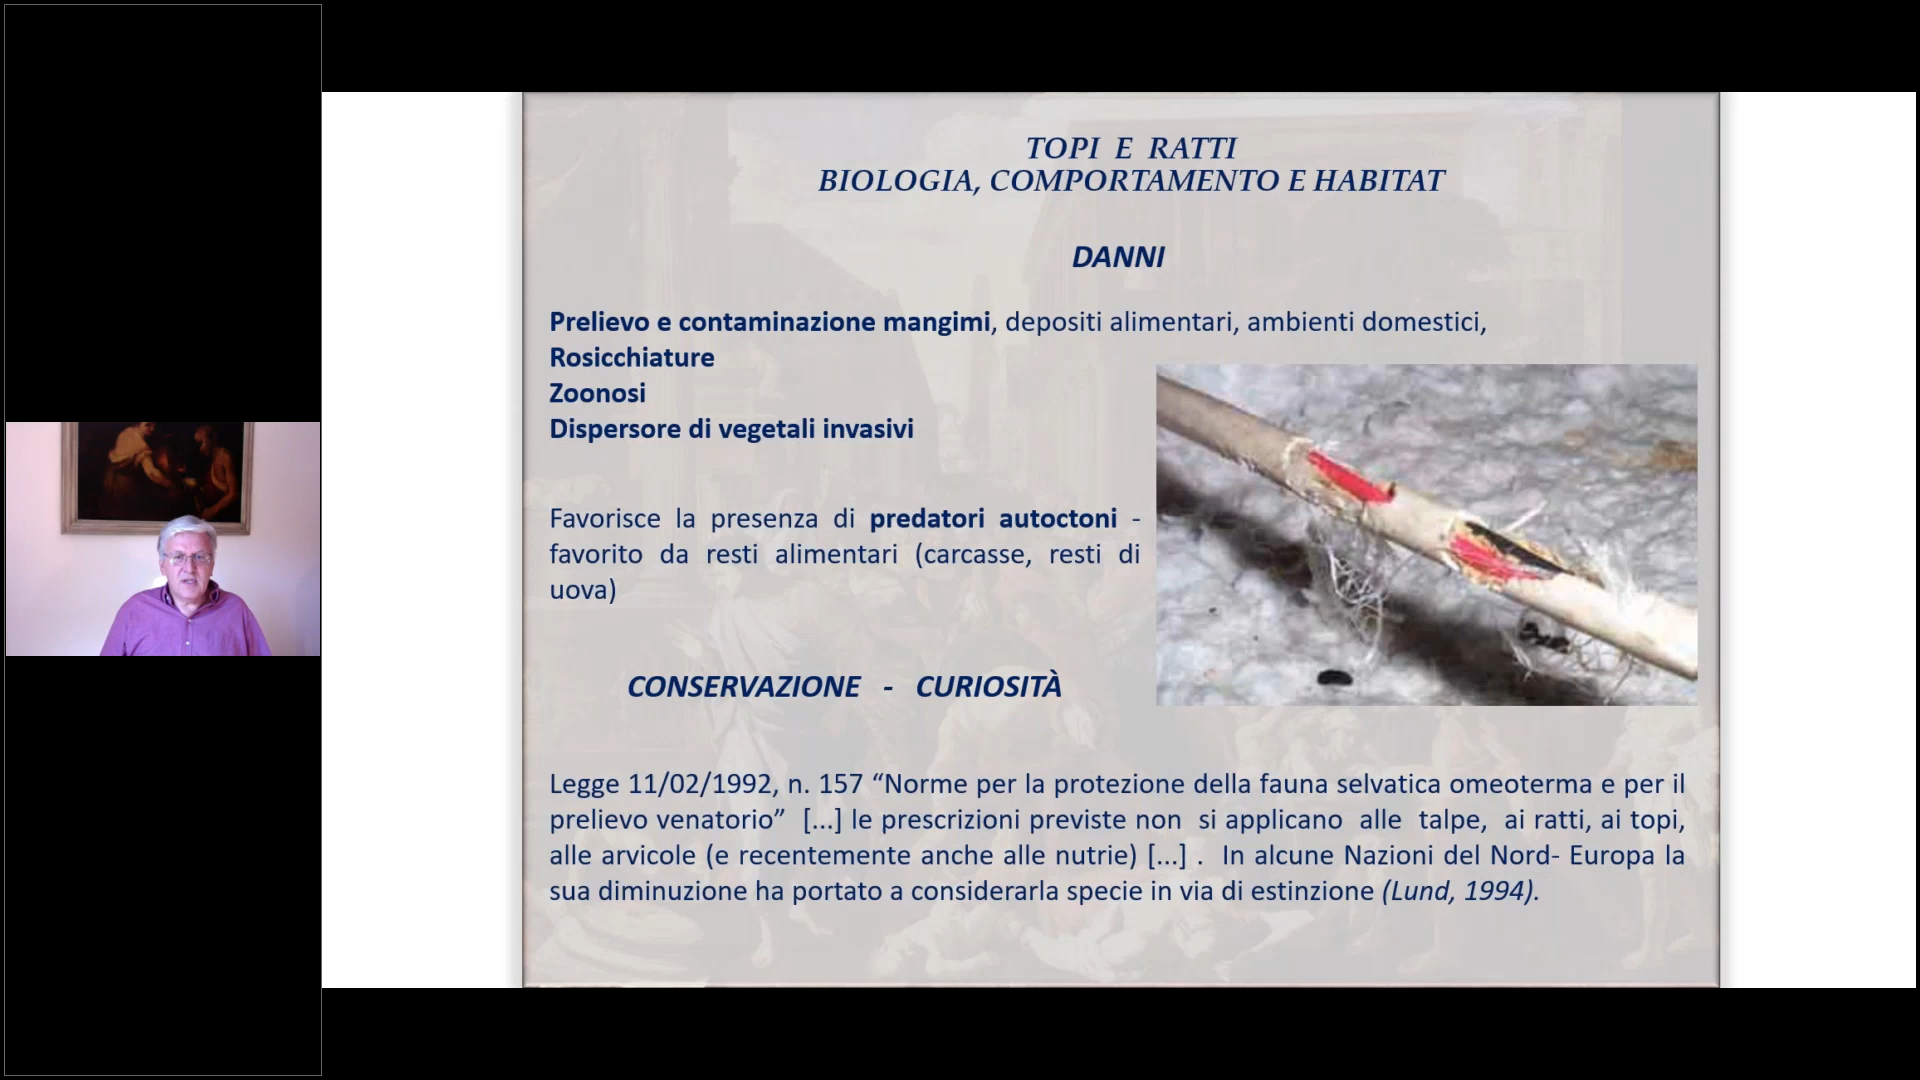 TOPI E RATTI
BIOLOGIA, COMPORTAMENTO E HABITAT
DANNI
Prelievo e contaminazione mangimi, depositi alimentari, ambienti domestici,
Rosicchiature
Zoonosi
Dispersore di vegetali invasivi
Favorisce la presenza di predatori autoctoni -
favorito da resti alimentari (carcasse, resti di
uova)
CONSERVAZIONE - CURIOSITÀ
Legge 11/02/1992, n. 157 “Norme per la protezione della fauna selvatica omeoterma e per il
prelievo venatorio” [...] le prescrizioni previste non si applicano alle talpe, ai ratti, ai topi,
alle arvicole (e recentemente anche alle nutrie) [...] . In alcune Nazioni del Nord- Europa la
sua diminuzione ha portato a considerarla specie in via di estinzione (Lund, 1994).